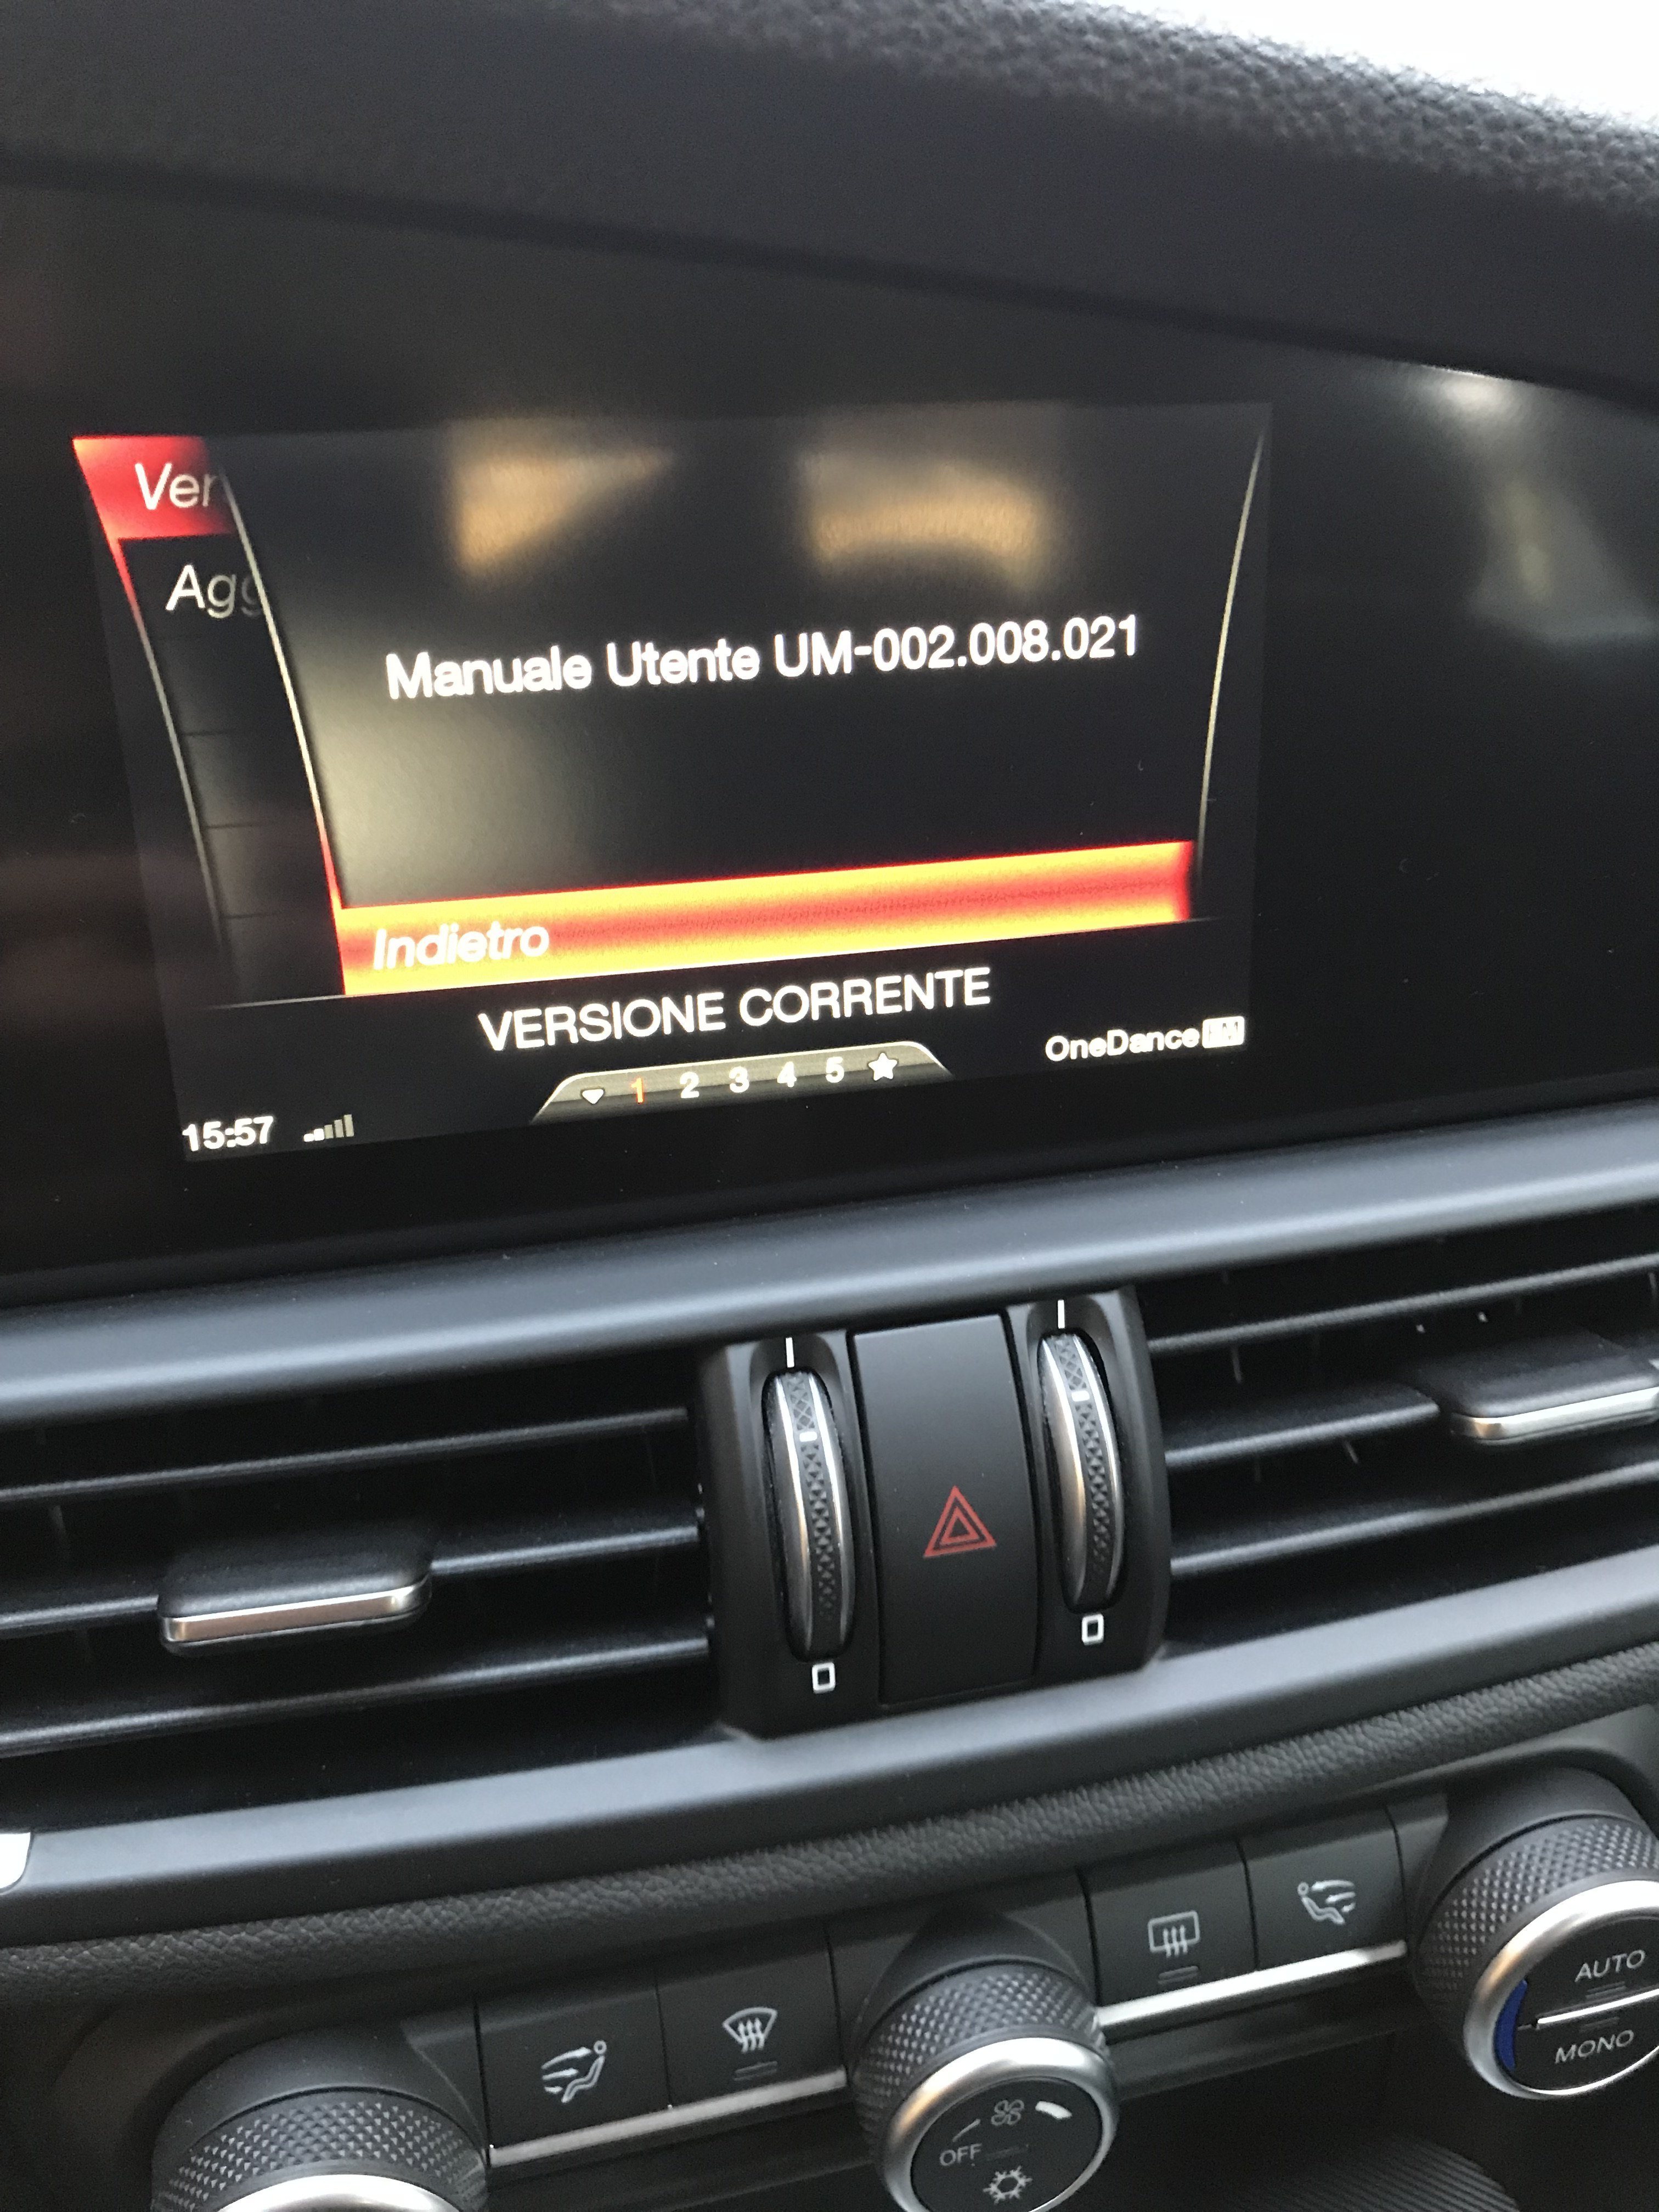 Ver
Agg
Manuale Utente UM-002.008.021
Indietro
VERSIONE CORRENTE
OneDance
1 2 3 4 5
15:57
AUTO
MONO
OFF